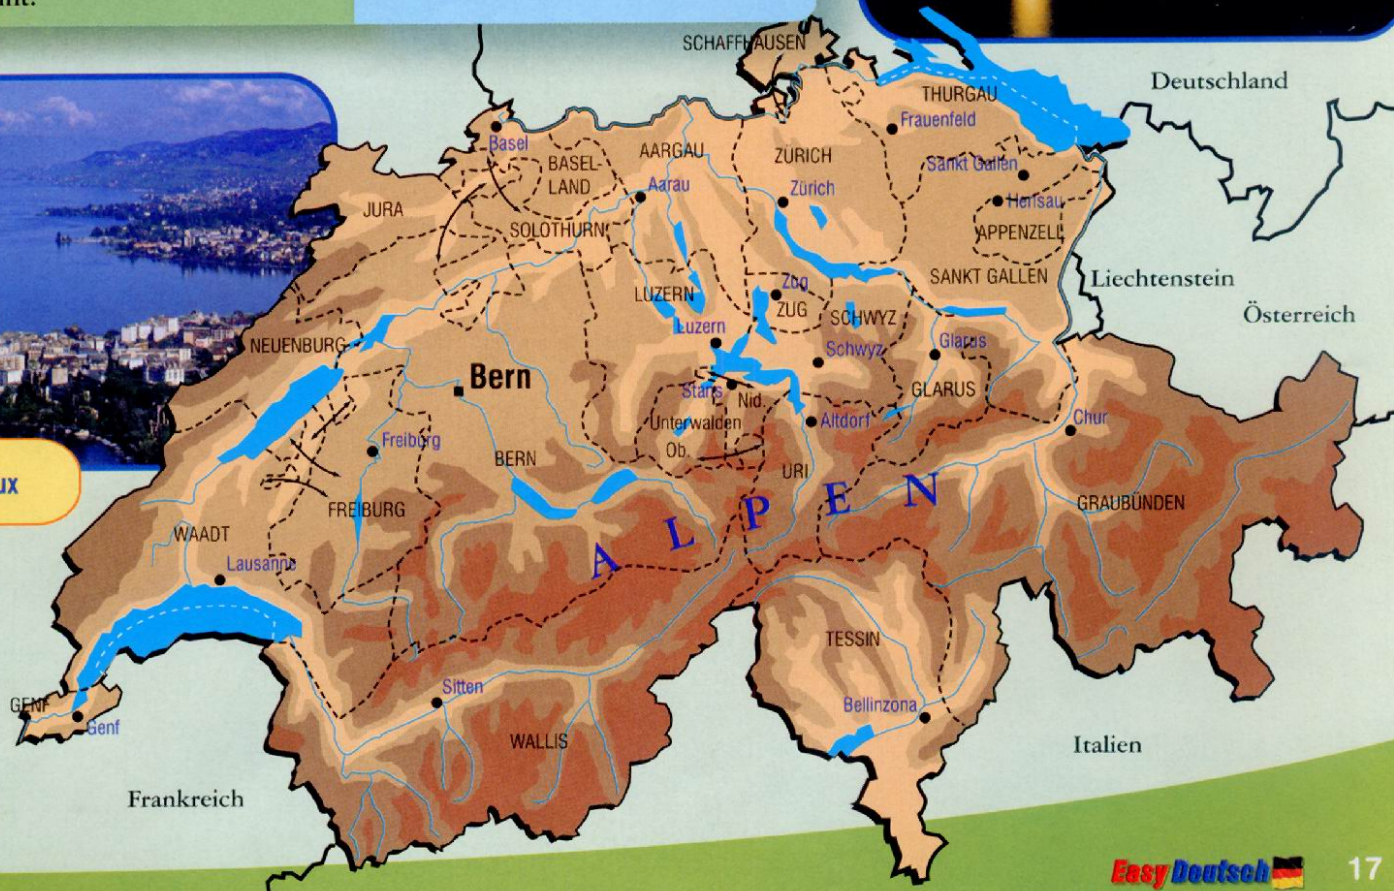 SCHAFFHAUSEN
Deutschland
THURGAU
Frauenfeld
Basel
BASEL-
LAND
AARGAU
ZÜRICH
Sankt Gallen
Aarau
Zürich
Herisau
JURA
SOLOTHURN
APPENZELL
SANKT GALLEN
Liechtenstein
LUZERN
Zug
ZUG
SCHWYZ
Österreich
NEUENBURG
Luzern
Schwyz
Glarus
Bern
Stans
Nid.
GLARUS
Unterwalden
Altdorf
Chur
Freiburg
Ob.
BERN
URI
ux
ALPEN
GRAUBÜNDEN
FREIBURG
WAADT
Lausanne
TESSIN
Sitten
GENF
Genf
Bellinzona
WALLIS
Italien
Frankreich
Easy Deutsch 17